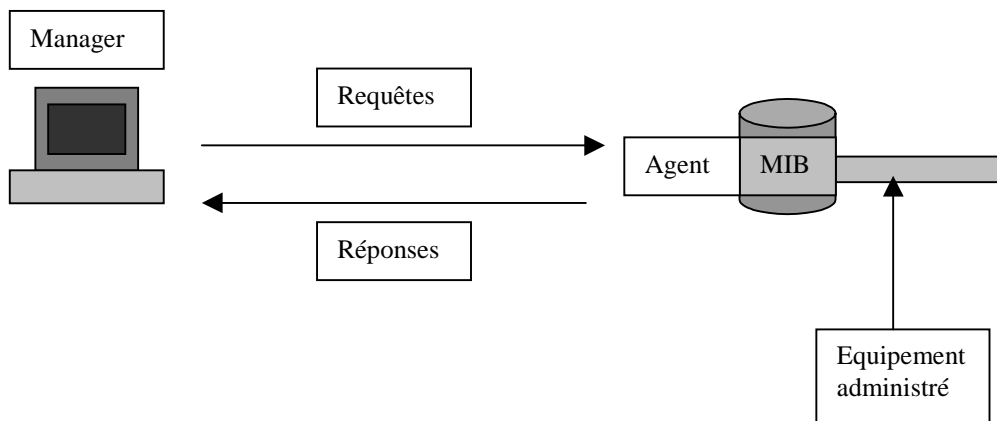 Manager
Requêtes
Agent
MIB
Réponses
Equipement
administré